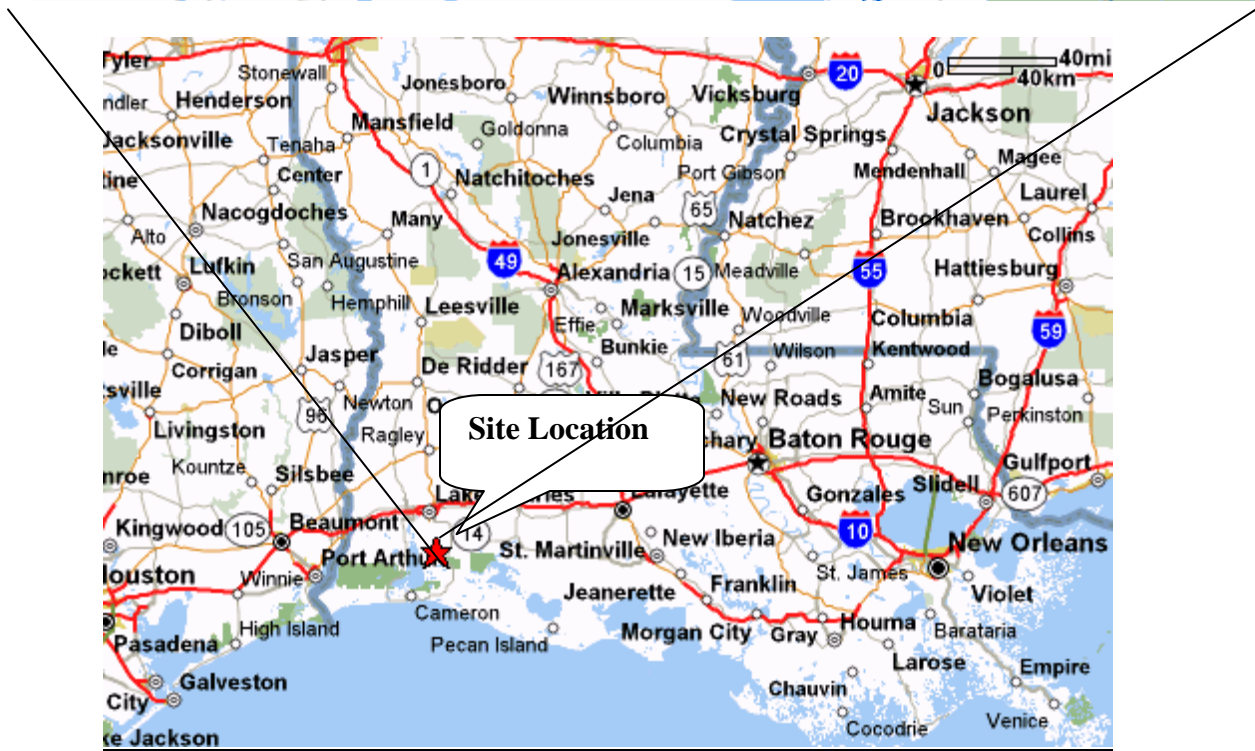 40mi
0
40km
20
Tyler
Stonewall
Jonesboro
Winnsboro
Vicksburg
Jackson
Henderson
Mansfield
Goldonna
Columbia
Crystal Springs
Jacksonville
Tenaha
Port Gibson
Mendenhall
Magee
Center
1
Natchitoches
Jena
65
Natchez
Laurel
Nacogdoches
Many
Brookhaven
Collins
Alto
Jonesville
San Augustine
49
Alexandria
15
Meadville
55
Hattiesburg
Lufkin
Bronson
Hemphill
Leesville
Marksville
Woodville
Columbia
Effie
59
Diboll
Jasper
Bunkie
61
Wilson
Kentwood
Corrigan
De Ridder
167
Bogalusa
Newton
New Roads
Amite
Sun
Perkinston
96
Livingston
Ragley
Site Location
Baton Rouge
Kountze
Silsbee
Gulfport
Lafayette
Gonzales
Slidell
607
Kingwood
105
Beaumont
14
New Iberia
10
New Orleans
Port Arthur
St. Martinville
Winnie
St. James
Jeanerette
Franklin
Violet
Cameron
High Island
Pecan Island
Morgan City
Gray
Houma
Barataria
Pasadena
Larose
Empire
Galveston
Chauvin
City
Cocodrie
Venice
Jackson